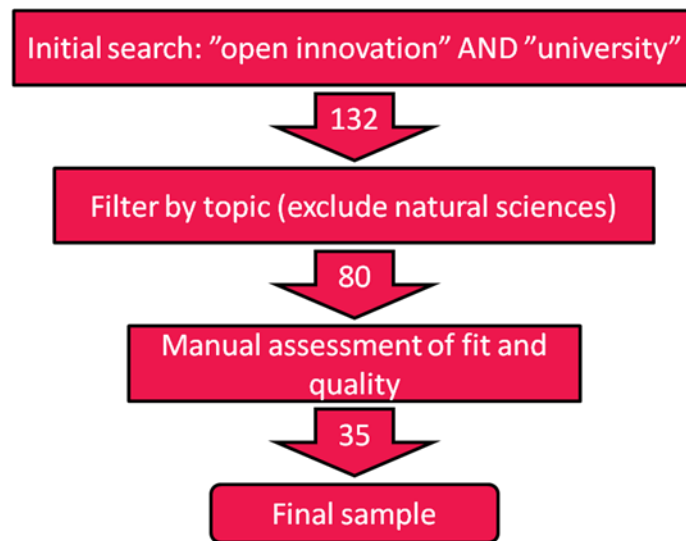 Initial search: ”open innovation” AND ”university”
132
Filter by topic (exclude natural sciences)
80
Manual assessment of fit and
quality
35
Final sample